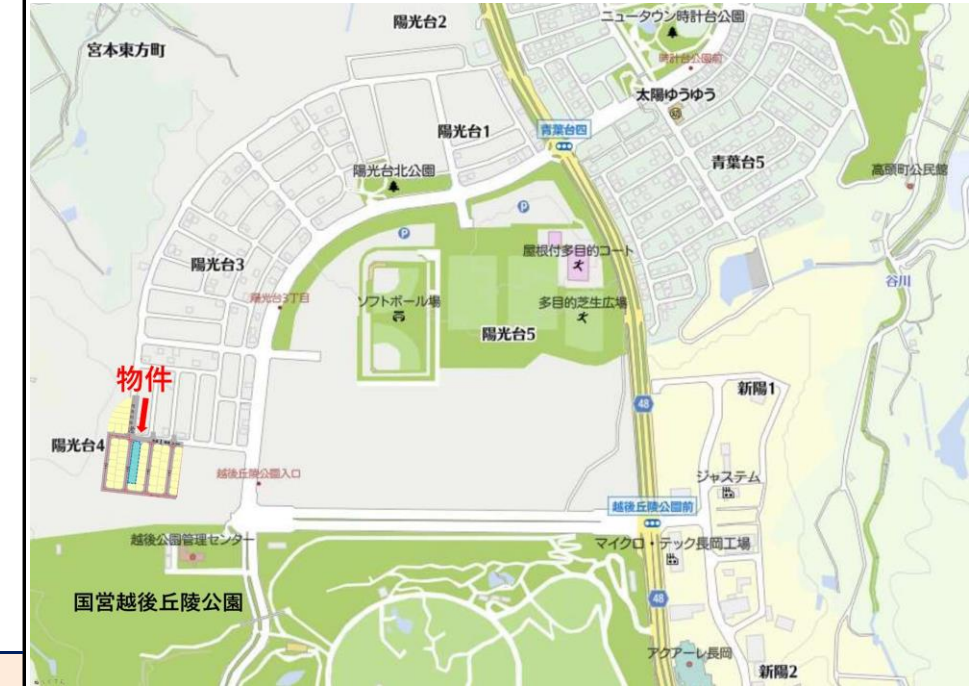 陽光台2
ニュータウン時計台公園
宮本東方町
時計台公園前
太陽ゆうゆう
陽光台1
青葉台四
青葉台5
陽光台北公園
高頭町公民館
P
P
屋根付多目的コート
陽光台3
谷川
陽光台3丁目
ソフトボール場
多目的芝生広場
陽光台5
物件
新陽1
48
陽光台4
越後丘陵公園入口
ジャステム
越後丘陵公園前
越後公園管理センター
マイクロ・テック長岡工場
国営越後丘陵公園
48
アクアーレ長岡
新陽2